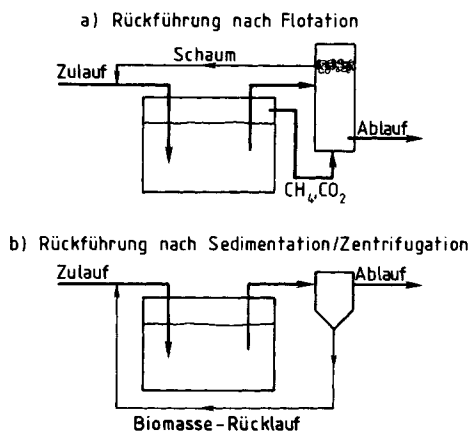 a) Rückführung nach Flotation
Schaum
Zulauf
Ablauf
CH₄,CO₂
b) Rückführung nach Sedimentation/Zentrifugation
Zulauf
Ablauf
Biomasse-Rücklauf